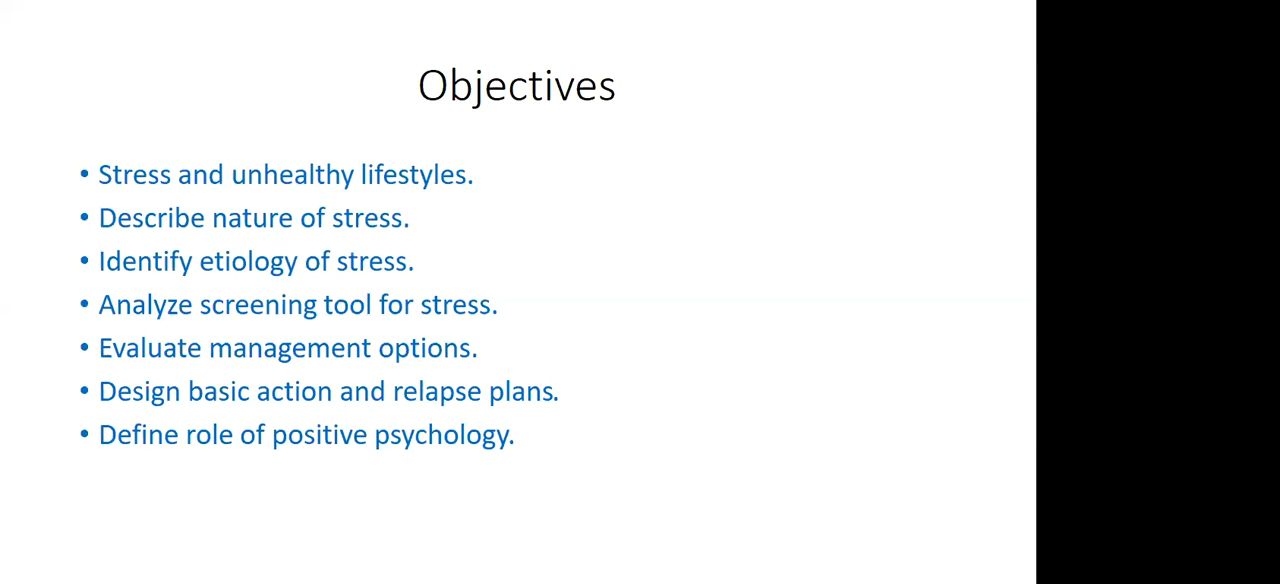 Objectives
• Stress and unhealthy lifestyles.
• Describe nature of stress.
• Identify etiology of stress.
• Analyze screening tool for stress.
• Evaluate management options.
• Design basic action and relapse plans.
• Define role of positive psychology.